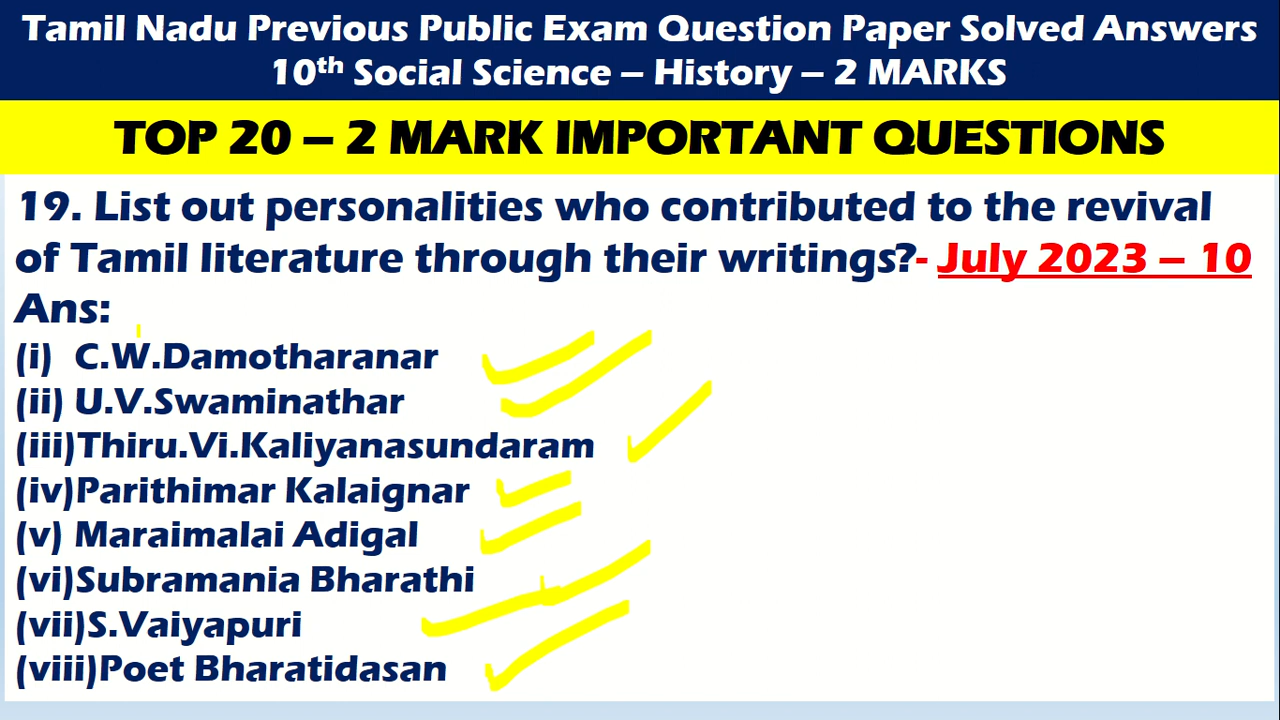 Tamil Nadu Previous Public Exam Question Paper Solved Answers
10th Social Science – History – 2 MARKS
TOP 20 – 2 MARK IMPORTANT QUESTIONS
19. List out personalities who contributed to the revival
of Tamil literature through their writings?- July 2023 – 10
Ans:
(i) C.W.Damotharanar
(ii) U.V.Swaminathar
(iii)Thiru.Vi.Kaliyanasundaram
(iv)Parithimar Kalaignar
(v) Maraimalai Adigal
(vi)Subramania Bharathi
(vii)S.Vaiyapuri
(viii)Poet Bharatidasan